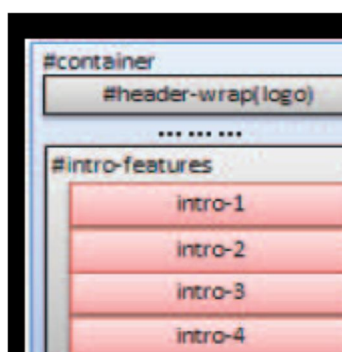 #container
#header-wrap(logo)
... ... ...
#intro-features
intro-1
intro-2
intro-3
intro-4